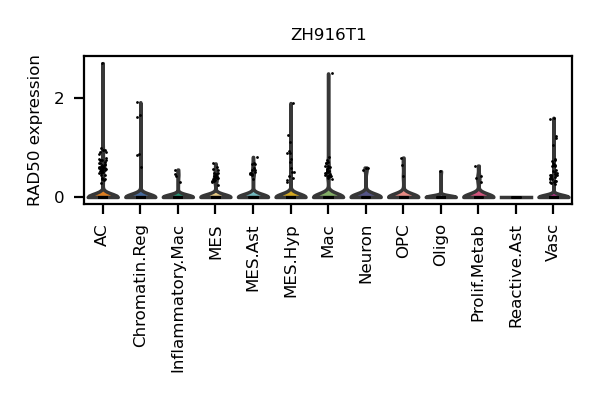 ZH916T1
RAD50 expression
2
0
AC
Chromatin.Reg
Inflammatory.Mac
MES
MES.Ast
MES.Hyp
Mac
Neuron
OPC
Oligo
Prolif.Metab
Reactive.Ast
Vasc